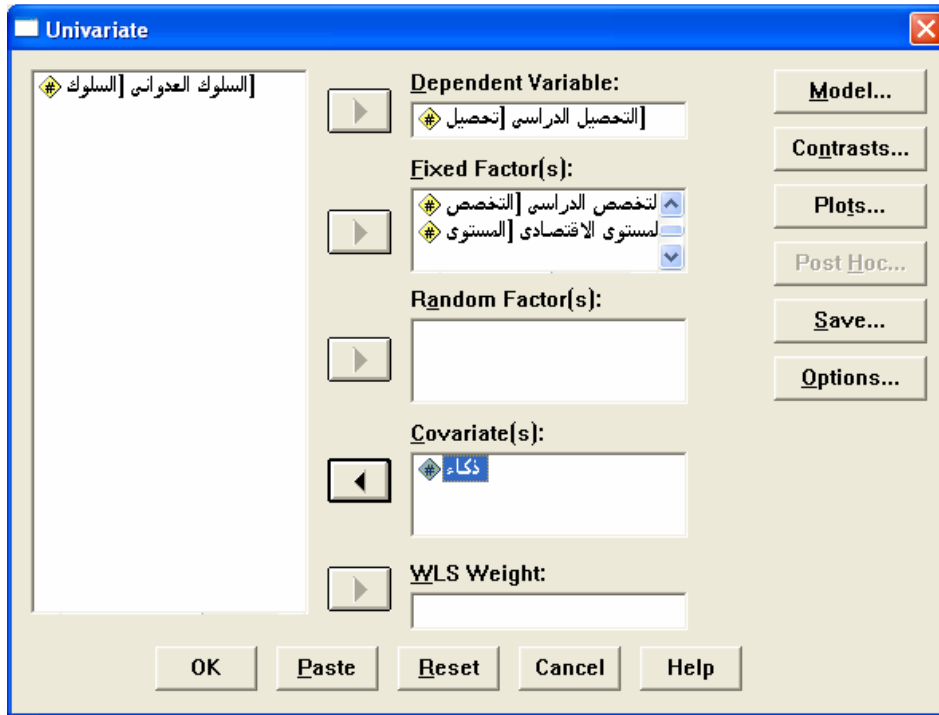 Univariate
السلوك العدوانى [السلوك]
Dependent Variable:
التحصيل الدراسى [تحصيل]
Fixed Factor(s):
لتخصص الدراسى [التخصص
لمستوى الاقتصادى [المستوى
Random Factor(s):
Covariate(s):
ذكاء
WLS Weight:
Model...
Contrasts...
Plots...
Post Hoc...
Save...
Options...
OK
Paste
Reset
Cancel
Help